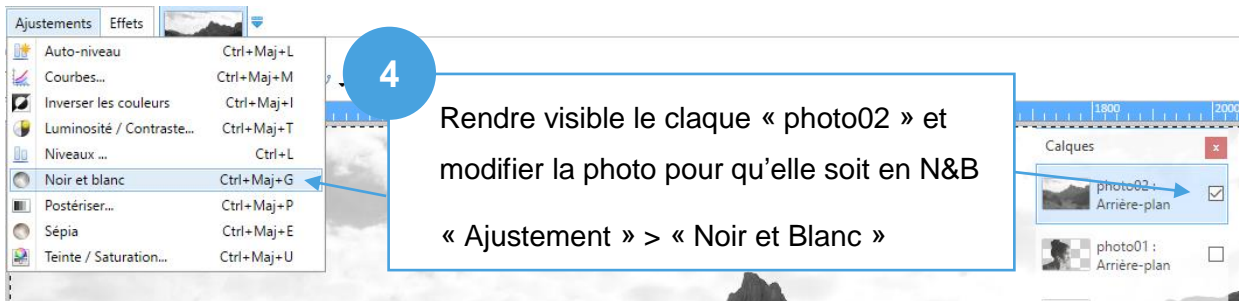 Ajustements Effets
Auto-niveau Ctrl+Maj+L
Courbes... Ctrl+Maj+M
Inverser les couleurs Ctrl+Maj+I
Luminosité / Contraste... Ctrl+Maj+T
Niveaux ... Ctrl+L
Noir et blanc Ctrl+Maj+G
Postériser... Ctrl+Maj+P
Sépia Ctrl+Maj+E
Teinte / Saturation... Ctrl+Maj+U
4
Rendre visible le claque « photo02 » et
modifier la photo pour qu'elle soit en N&B
« Ajustement » > « Noir et Blanc »
1800 2000
Calques x
photo02 :
Arrière-plan
photo01 :
Arrière-plan